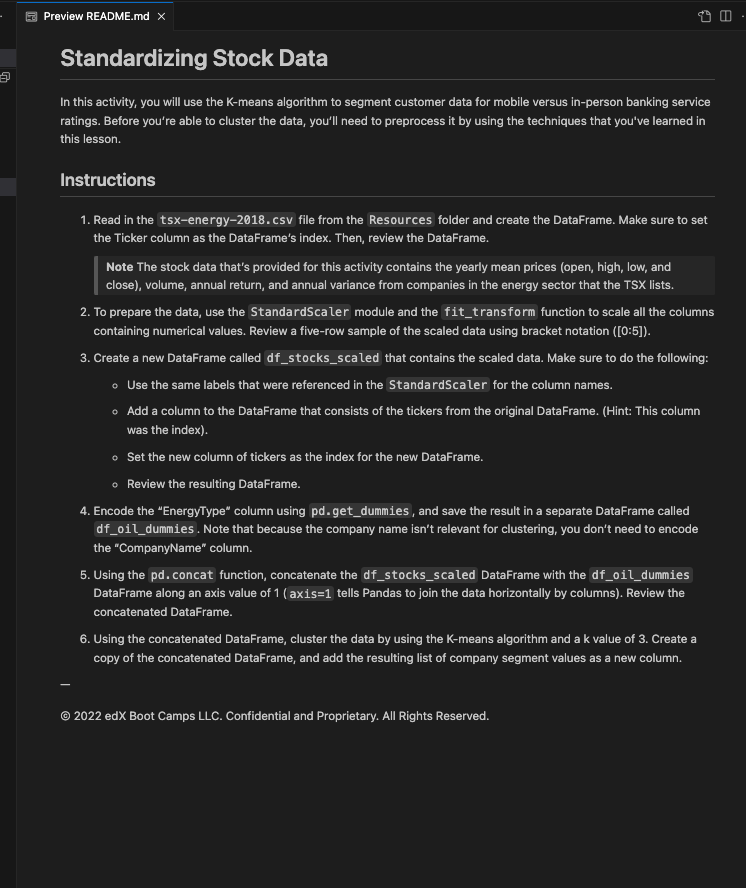 Preview README.md
Standardizing Stock Data
In this activity, you will use the K-means algorithm to segment customer data for mobile versus in-person banking service
ratings. Before you’re able to cluster the data, you’ll need to preprocess it by using the techniques that you've learned in
this lesson.
Instructions
1. Read in the tsx-energy-2018.csv file from the Resources folder and create the DataFrame. Make sure to set
the Ticker column as the DataFrame’s index. Then, review the DataFrame.
Note The stock data that’s provided for this activity contains the yearly mean prices (open, high, low, and
close), volume, annual return, and annual variance from companies in the energy sector that the TSX lists.
2. To prepare the data, use the StandardScaler module and the fit_transform function to scale all the columns
containing numerical values. Review a five-row sample of the scaled data using bracket notation ([0:5]).
3. Create a new DataFrame called df_stocks_scaled that contains the scaled data. Make sure to do the following:
○ Use the same labels that were referenced in the StandardScaler for the column names.
○ Add a column to the DataFrame that consists of the tickers from the original DataFrame. (Hint: This column
was the index).
○ Set the new column of tickers as the index for the new DataFrame.
○ Review the resulting DataFrame.
4. Encode the “EnergyType” column using pd.get_dummies, and save the result in a separate DataFrame called
df_oil_dummies. Note that because the company name isn’t relevant for clustering, you don’t need to encode
the “CompanyName” column.
5. Using the pd.concat function, concatenate the df_stocks_scaled DataFrame with the df_oil_dummies
DataFrame along an axis value of 1 (axis=1 tells Pandas to join the data horizontally by columns). Review the
concatenated DataFrame.
6. Using the concatenated DataFrame, cluster the data by using the K-means algorithm and a k value of 3. Create a
copy of the concatenated DataFrame, and add the resulting list of company segment values as a new column.
—
© 2022 edX Boot Camps LLC. Confidential and Proprietary. All Rights Reserved.